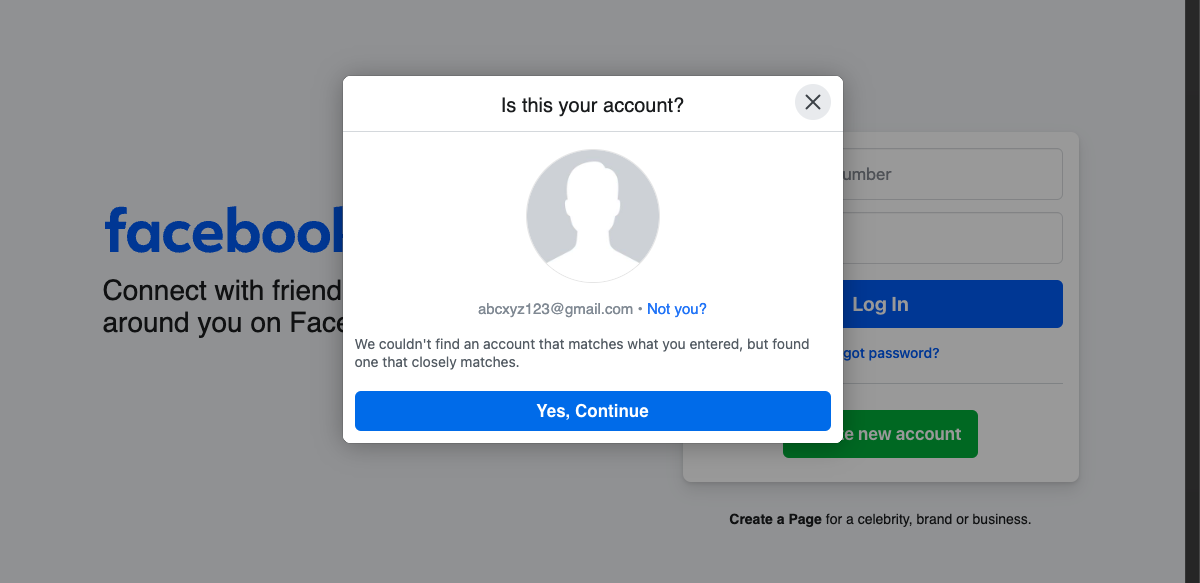 Is this your account?
abcxyz123@gmail.com • Not you?
We couldn't find an account that matches what you entered, but found
one that closely matches.
Yes, Continue
facebook
Connect with friend
around you on Face
umber
Log In
got password?
e new account
Create a Page for a celebrity, brand or business.